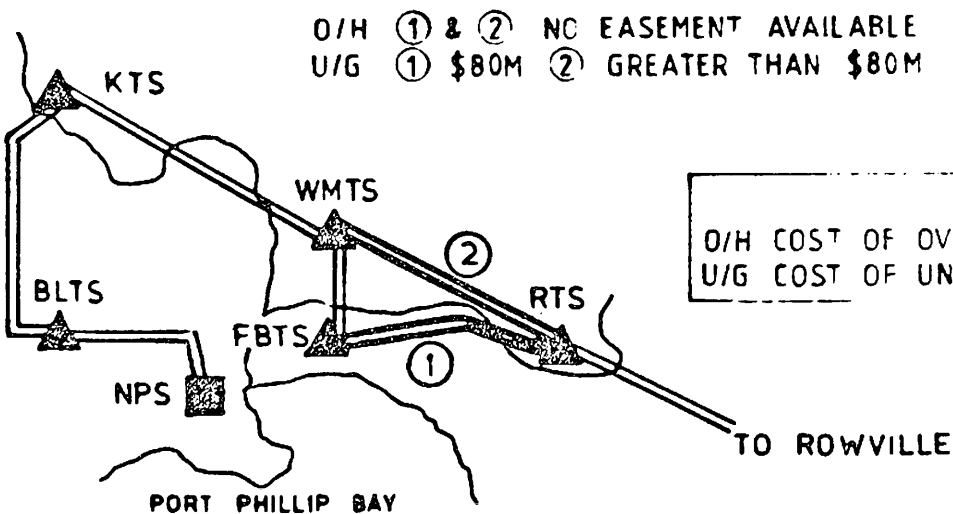 O/H ① & ② NO EASEMENT AVAILABLE
U/G ① $80M ② GREATER THAN $80M
KTS
WMTS
②
O/H COST OF OV
U/G COST OF UN
BLTS
RTS
FBTS
①
NPS
TO ROWVILLE
PORT PHILLIP BAY